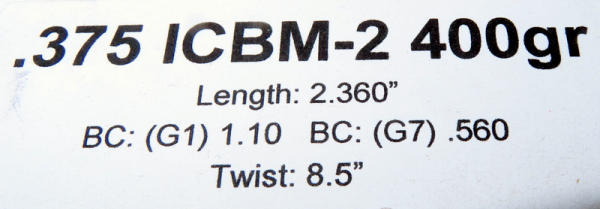 .375 ICBM-2 400gr
Length: 2.360”
BC: (G1) 1.10 BC: (G7) .560
Twist: 8.5”